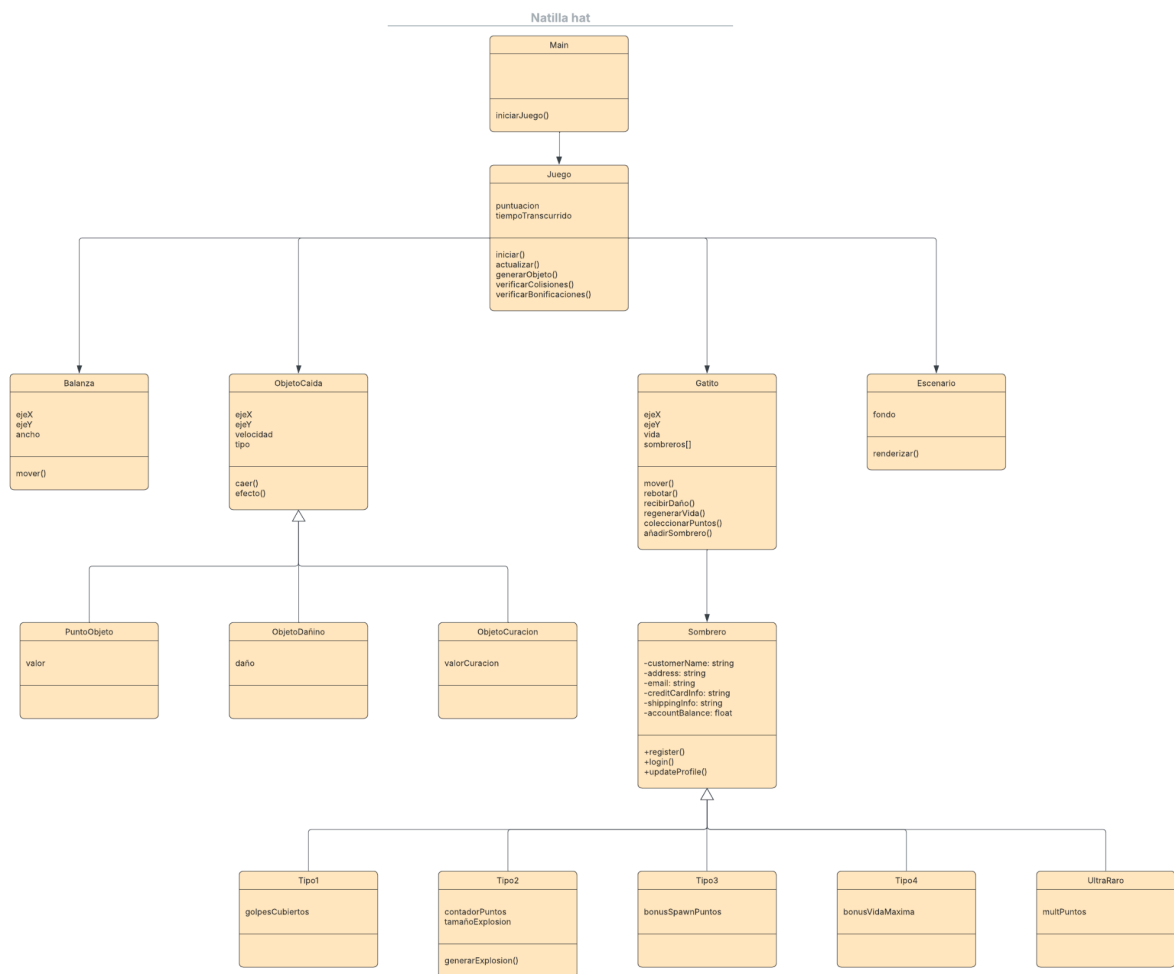 Natilla hat
Main
iniciarJuego()
Juego
puntuacion
tiempoTranscurrido
iniciar()
actualizar()
generarObjeto()
verificarColisiones()
verificarBonificaciones()
Balanza
ejeX
ejeY
ancho
mover()
ObjetoCaida
ejeX
ejeY
velocidad
tipo
caer()
efecto()
Gatito
ejeX
ejeY
vida
sombreros[]
mover()
rebotar()
recibirDaño()
regenerarVida()
coleccionarPuntos()
añadirSombrero()
Escenario
fondo
renderizar()
PuntoObjeto
valor
ObjetoDañino
daño
ObjetoCuracion
valorCuracion
Sombrero
-customerName: string
-address: string
-email: string
-creditCardInfo: string
-shippingInfo: string
-accountBalance: float
+register()
+login()
+updateProfile()
Tipo1
golpesCubiertos
Tipo2
contadorPuntos
tamañoExplosion
generarExplosion()
Tipo3
bonusSpawnPuntos
Tipo4
bonusVidaMaxima
UltraRaro
multPuntos